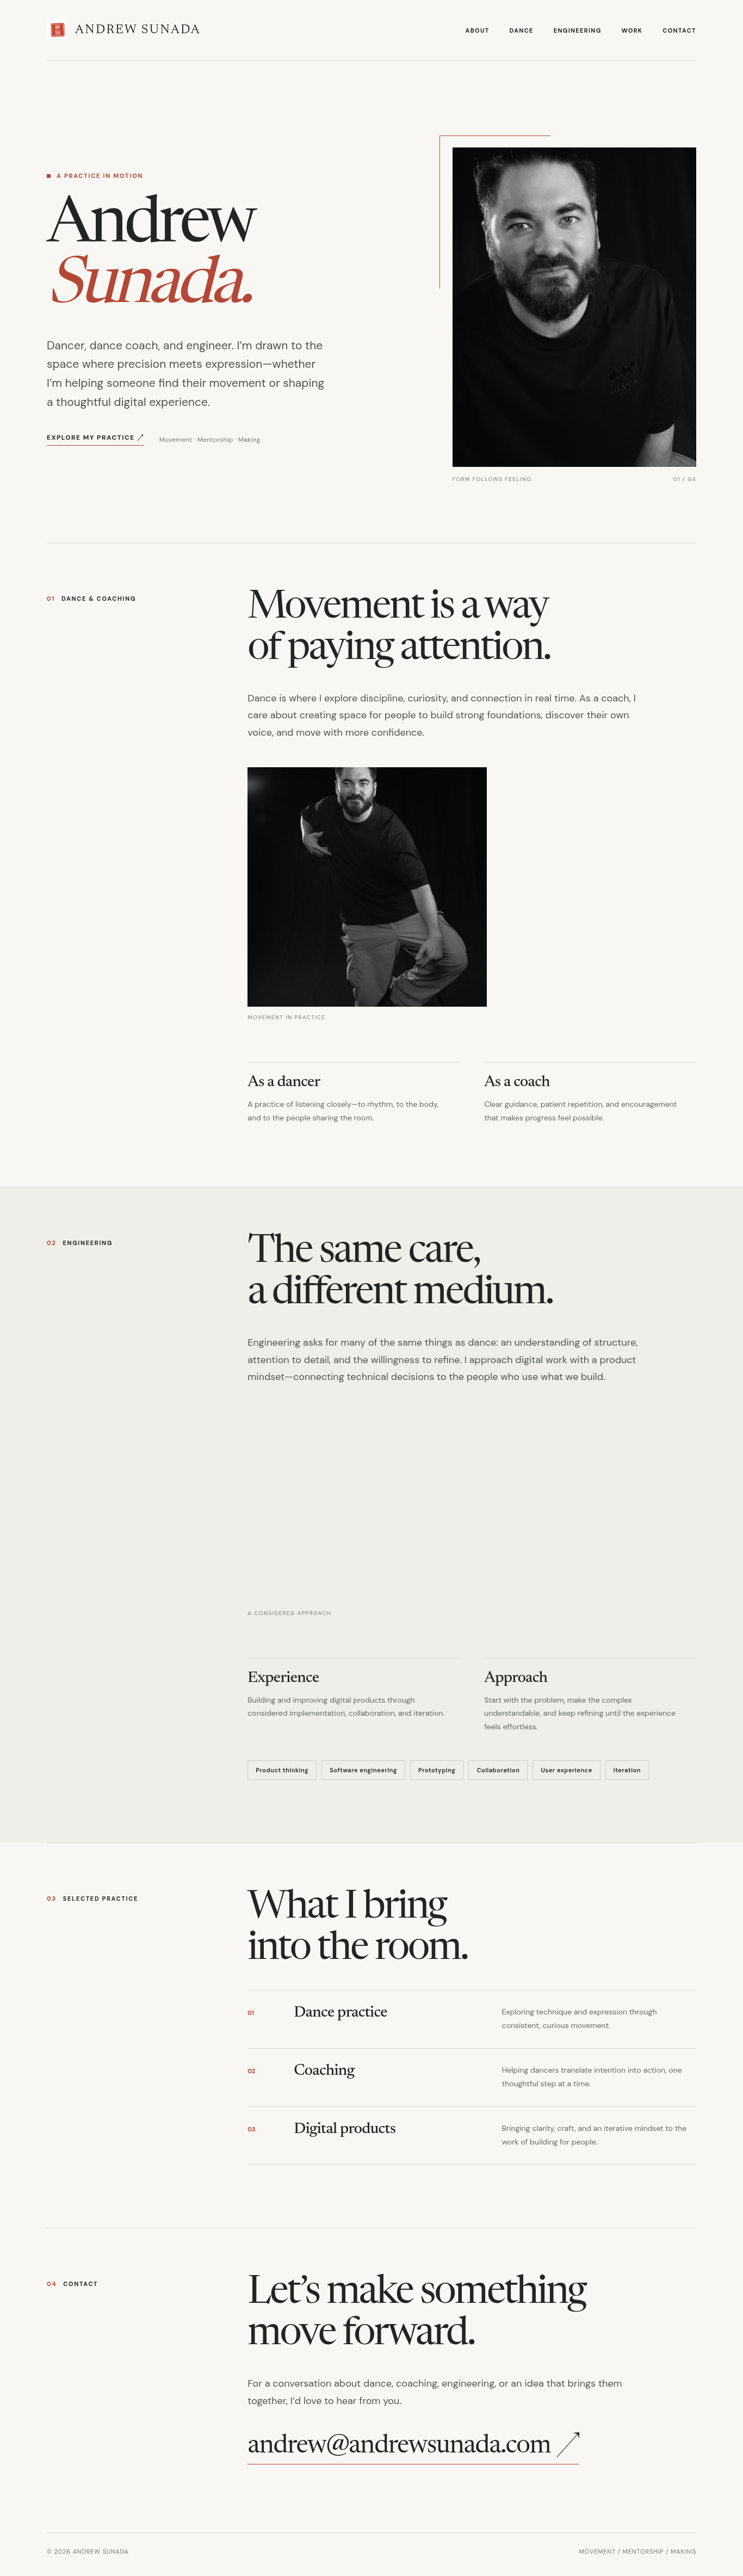 ANDREW SUNADA
ABOUT DANCE ENGINEERING WORK CONTACT
A PRACTICE IN MOTION
Andrew
Sunada.
Dancer, dance coach, and engineer. I’m drawn to the
space where precision meets expression—whether
I’m helping someone find their movement or shaping
a thoughtful digital experience.
EXPLORE MY PRACTICE ↗
Movement · Mentorship · Making
FORM FOLLOWS FEELING
01 / 04
01 DANCE & COACHING
Movement is a way
of paying attention.
Dance is where I explore discipline, curiosity, and connection in real time. As a coach, I
care about creating space for people to build strong foundations, discover their own
voice, and move with more confidence.
MOVEMENT IN PRACTICE
As a dancer
A practice of listening closely—to rhythm, to the body,
and to the people sharing the room.
As a coach
Clear guidance, patient repetition, and encouragement
that makes progress feel possible.
02 ENGINEERING
The same care,
a different medium.
Engineering asks for many of the same things as dance: an understanding of structure,
attention to detail, and the willingness to refine. I approach digital work with a product
mindset—connecting technical decisions to the people who use what we build.
A CONSIDERED APPROACH
Experience
Building and improving digital products through
considered implementation, collaboration, and iteration.
Approach
Start with the problem, make the complex
understandable, and keep refining until the experience
feels effortless.
Product thinking
Software engineering
Prototyping
Collaboration
User experience
Iteration
03 SELECTED PRACTICE
What I bring
into the room.
01
Dance practice
Exploring technique and expression through
consistent, curious movement.
02
Coaching
Helping dancers translate intention into action, one
thoughtful step at a time.
03
Digital products
Bringing clarity, craft, and an iterative mindset to the
work of building for people.
04 CONTACT
Let’s make something
move forward.
For a conversation about dance, coaching, engineering, or an idea that brings them
together, I’d love to hear from you.
andrew@andrewsunada.com ↗
© 2026 ANDREW SUNADA
MOVEMENT / MENTORSHIP / MAKING